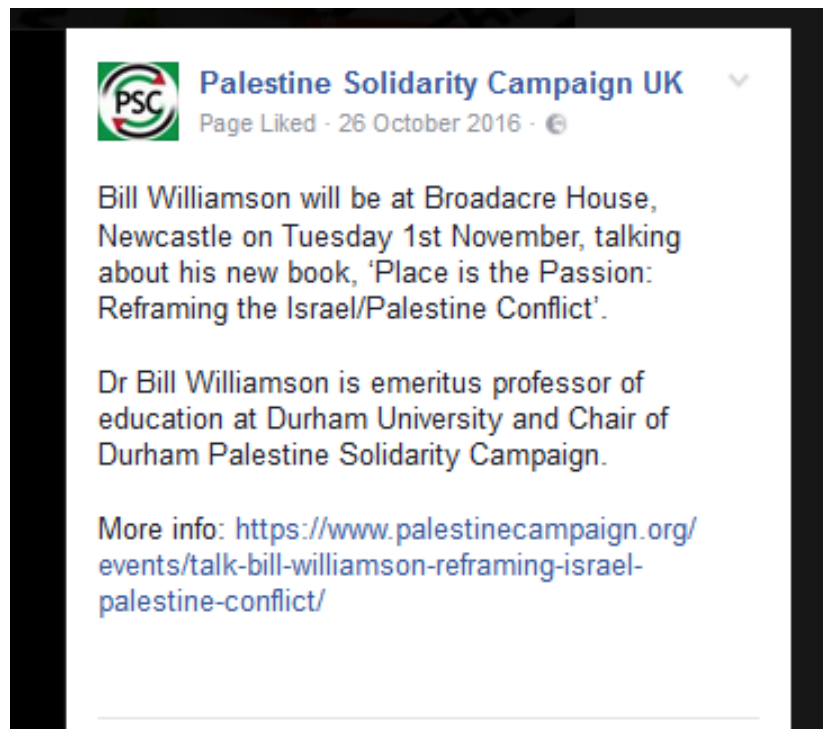 PSC
Palestine Solidarity Campaign UK
Page Liked · 26 October 2016 ·
Bill Williamson will be at Broadacre House,
Newcastle on Tuesday 1st November, talking
about his new book, ‘Place is the Passion:
Reframing the Israel/Palestine Conflict’.
Dr Bill Williamson is emeritus professor of
education at Durham University and Chair of
Durham Palestine Solidarity Campaign.
More info: https://www.palestinecampaign.org/
events/talk-bill-williamson-reframing-israel-
palestine-conflict/